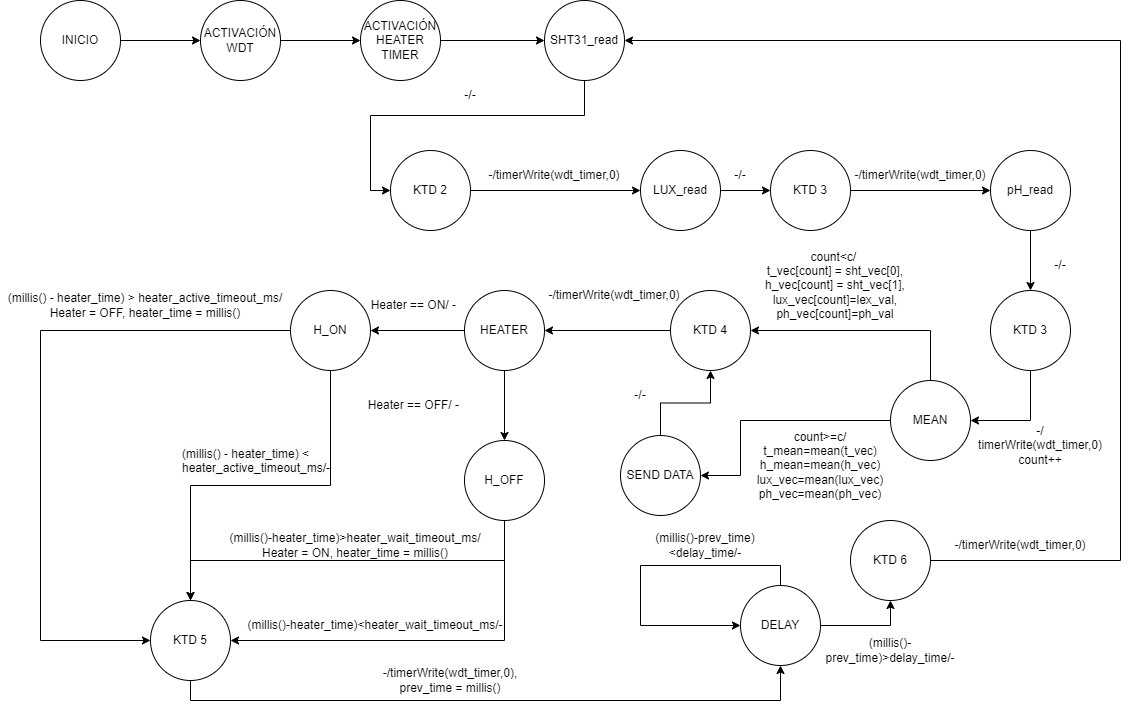 INICIO
ACTIVACIÓN
WDT
ACTIVACIÓN
HEATER
TIMER
SHT31_read
-/-
KTD 2
-/timerWrite(wdt_timer,0)
LUX_read
-/-
KTD 3
-/timerWrite(wdt_timer,0)
pH_read
-/-
KTD 3
-/
timerWrite(wdt_timer,0)
count++
MEAN
count<c/
t_vec[count] = sht_vec[0],
h_vec[count] = sht_vec[1],
lux_vec[count]=lex_val,
ph_vec[count]=ph_val
count>=c/
t_mean=mean(t_vec)
h_mean=mean(h_vec)
lux_vec=mean(lux_vec)
ph_vec=mean(ph_vec)
SEND DATA
-/-
KTD 4
-/timerWrite(wdt_timer,0)
HEATER
Heater == ON/ -
H_ON
(millis() - heater_time) > heater_active_timeout_ms/
Heater = OFF, heater_time = millis()
Heater == OFF/ -
(millis() - heater_time) <
heater_active_timeout_ms/-
H_OFF
(millis()-heater_time)>heater_wait_timeout_ms/
Heater = ON, heater_time = millis()
(millis()-heater_time)<heater_wait_timeout_ms/-
KTD 5
-/timerWrite(wdt_timer,0),
prev_time = millis()
(millis()-prev_time)
<delay_time/-
DELAY
(millis()-
prev_time)>delay_time/-
KTD 6
-/timerWrite(wdt_timer,0)